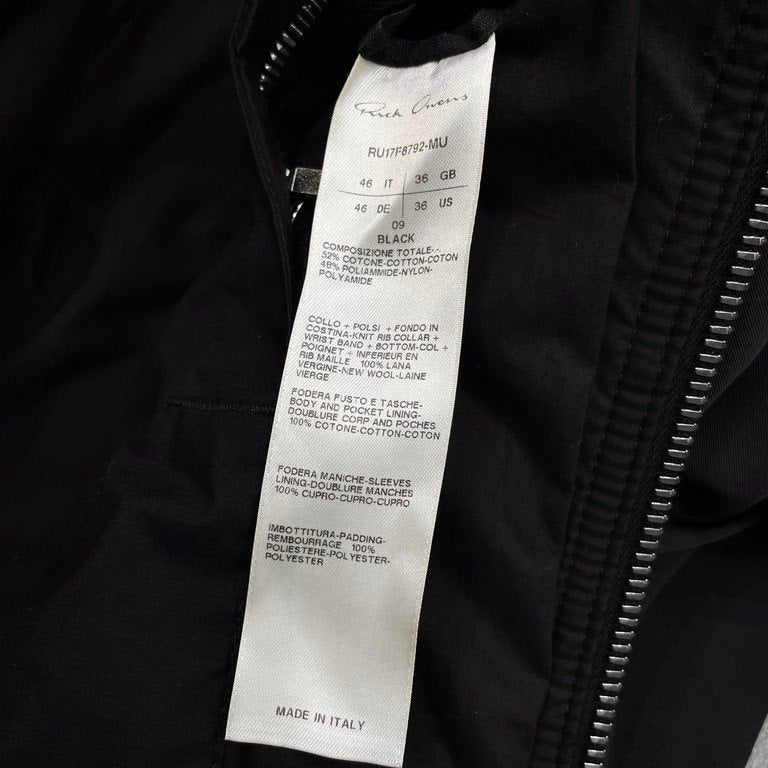 Rick Owens
RU17F8792-MU
46 IT 36 GB
46 DE 36 US
09
BLACK
COMPOSIZIONE TOTALE-.-
52% COTONE-COTTON-COTON
48% POLIAMMIDE-NYLON-
POLYAMIDE
COLLO + POLSI + FONDO IN
COSTINA-KNIT RIB COLLAR +
WRIST BAND + BOTTOM-COL +
POIGNET + INFERIEUR EN
RIB MAILLE 100% LANA
VERGINE-NEW WOOL-LAINE
VIERGE
FODERA FUSTO E TASCHE-
BODY AND POCKET LINING-
DOUBLURE CORP AND POCHES
100% COTONE-COTTON-COTON
FODERA MANICHE-SLEEVES
LINING-DOUBLURE MANCHES
100% CUPRO-CUPRO-CUPRO
IMBOTTITURA-PADDING-
REMBOURRAGE 100%
POLIESTERE-POLYESTER-
POLYESTER
MADE IN ITALY